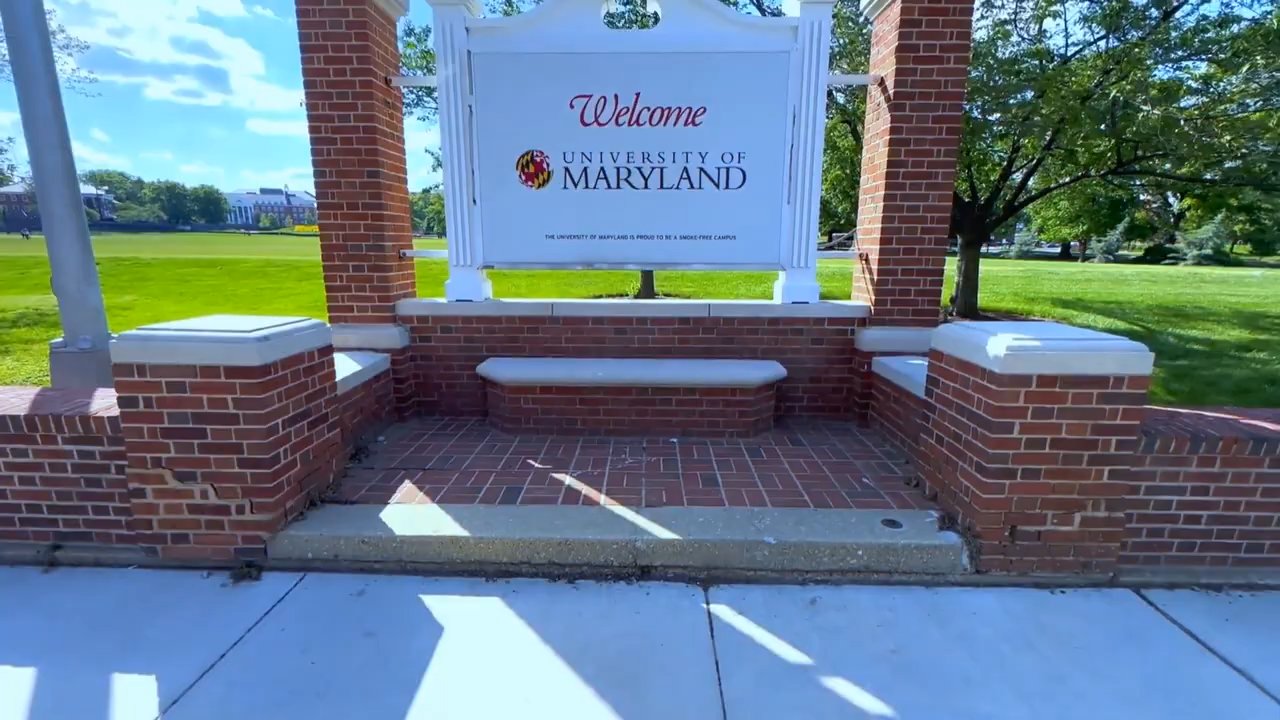 Welcome
UNIVERSITY OF
MARYLAND
THE UNIVERSITY OF MARYLAND IS PROUD TO BE A SMOKE-FREE CAMPUS